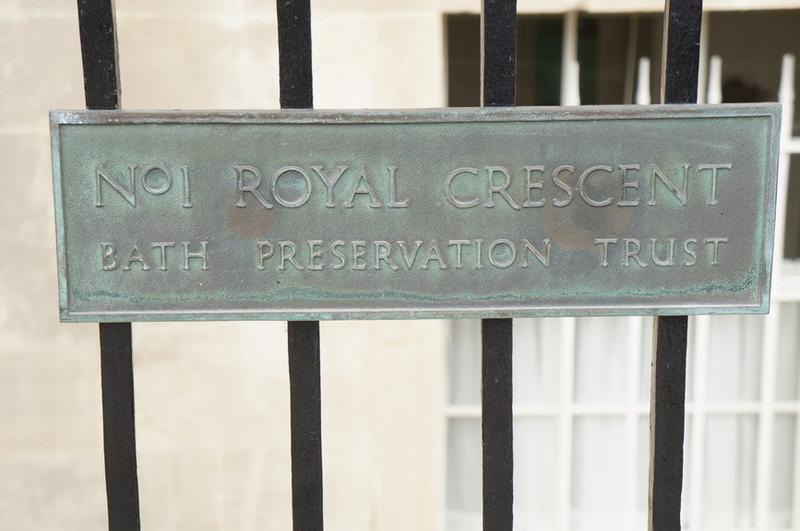 No1 ROYAL CRESCENT
BATH PRESERVATION TRUST